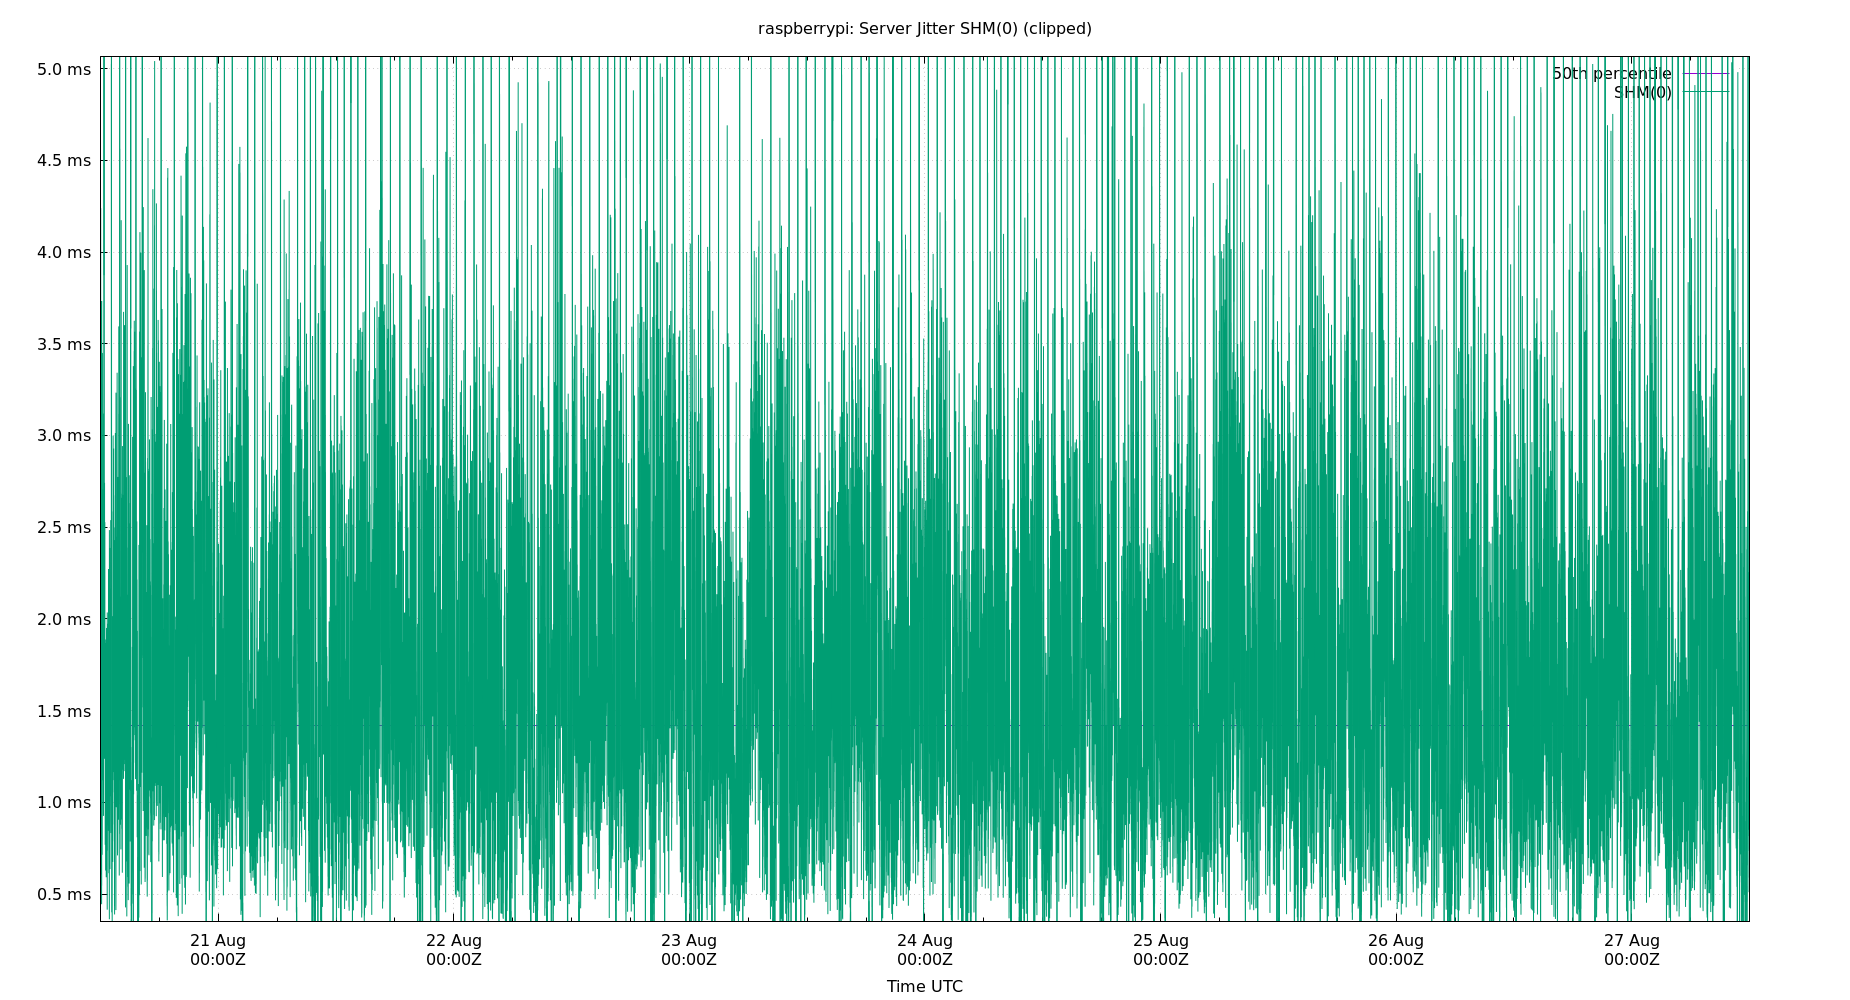 raspberrypi: Server Jitter SHM(0) (clipped)
50th percentile
SHM(0)
5.0 ms
4.5 ms
4.0 ms
3.5 ms
3.0 ms
2.5 ms
2.0 ms
1.5 ms
1.0 ms
0.5 ms
21 Aug 22 Aug 23 Aug 24 Aug 25 Aug 26 Aug 27 Aug
00:00Z 00:00Z 00:00Z 00:00Z 00:00Z 00:00Z 00:00Z
Time UTC